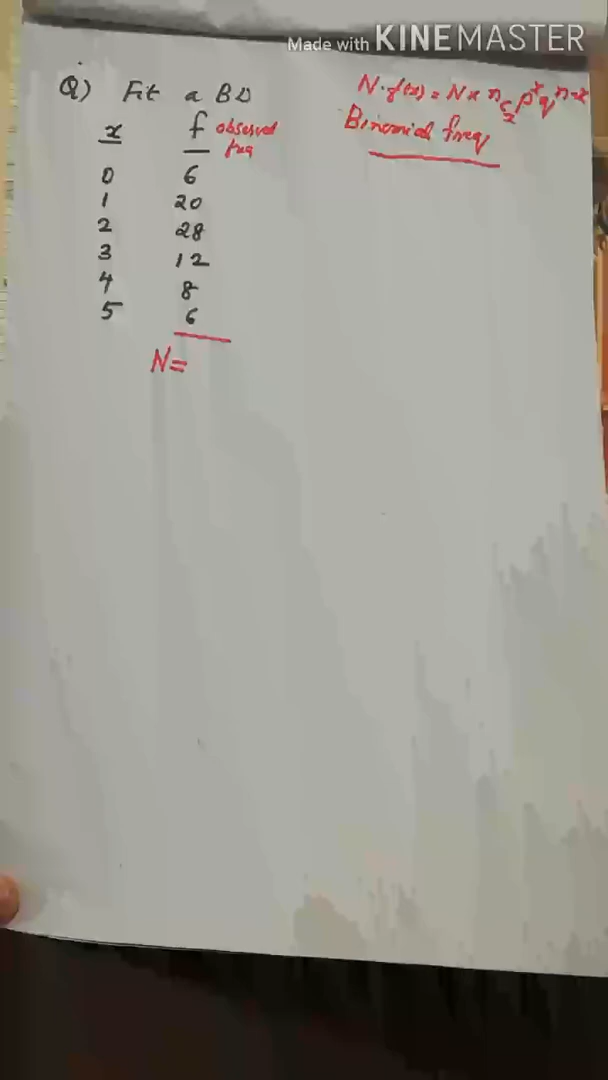 Made with KINEMASTER
Q) Fit a BD
N·f(x) = N x nCx p^x q^n-x
Binomial freq
x f observed freq
0 6
1 20
2 28
3 12
4 8
5 6
N=